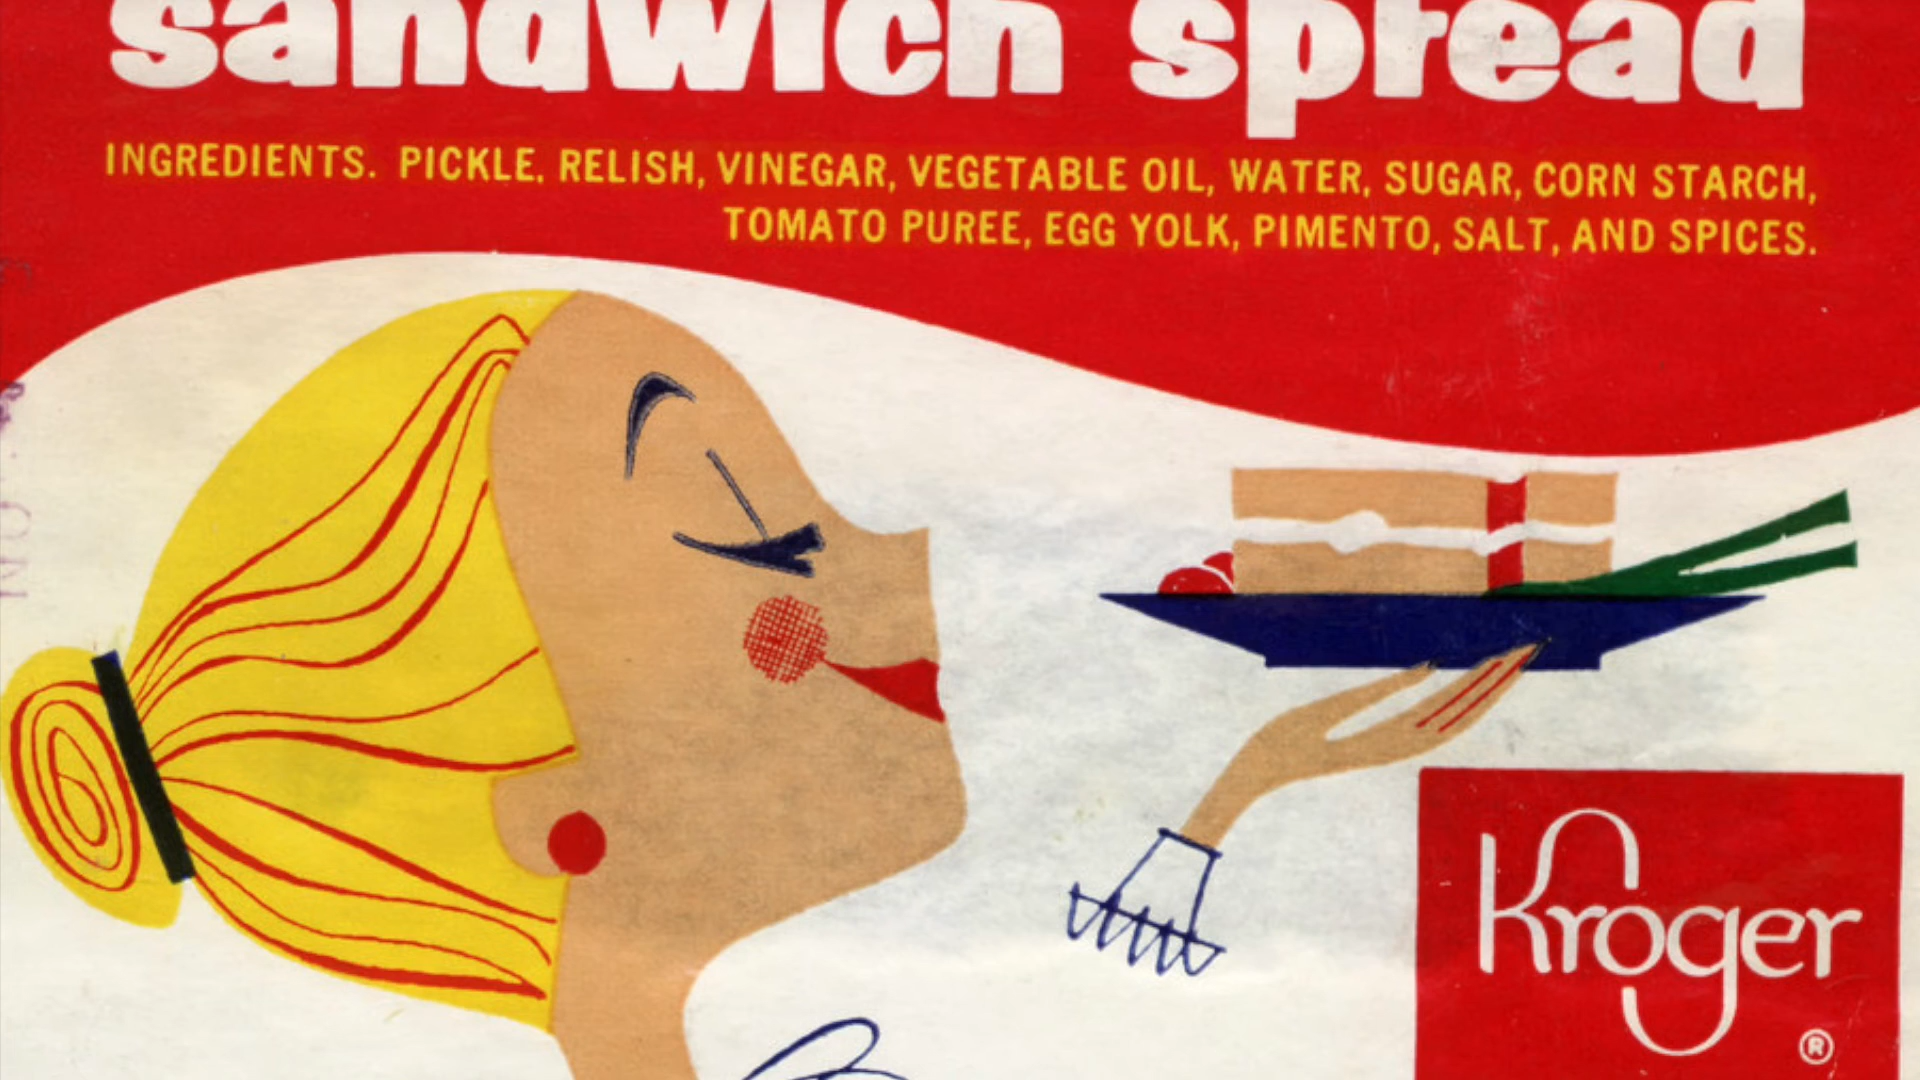 sandwich spread
INGREDIENTS. PICKLE, RELISH, VINEGAR, VEGETABLE OIL, WATER, SUGAR, CORN STARCH,
TOMATO PUREE, EGG YOLK, PIMENTO, SALT, AND SPICES.
Kroger
®